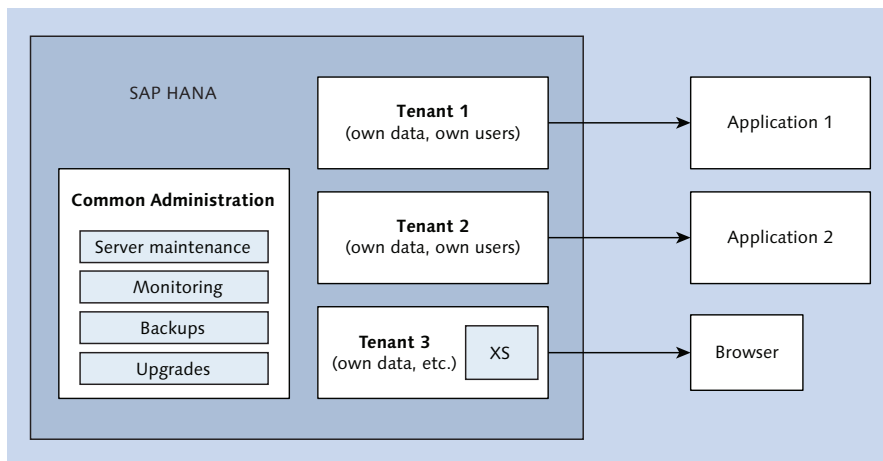 SAP HANA
Common Administration
Server maintenance
Monitoring
Backups
Upgrades
Tenant 1
(own data, own users)
Tenant 2
(own data, own users)
Tenant 3
(own data, etc.)
XS
Application 1
Application 2
Browser